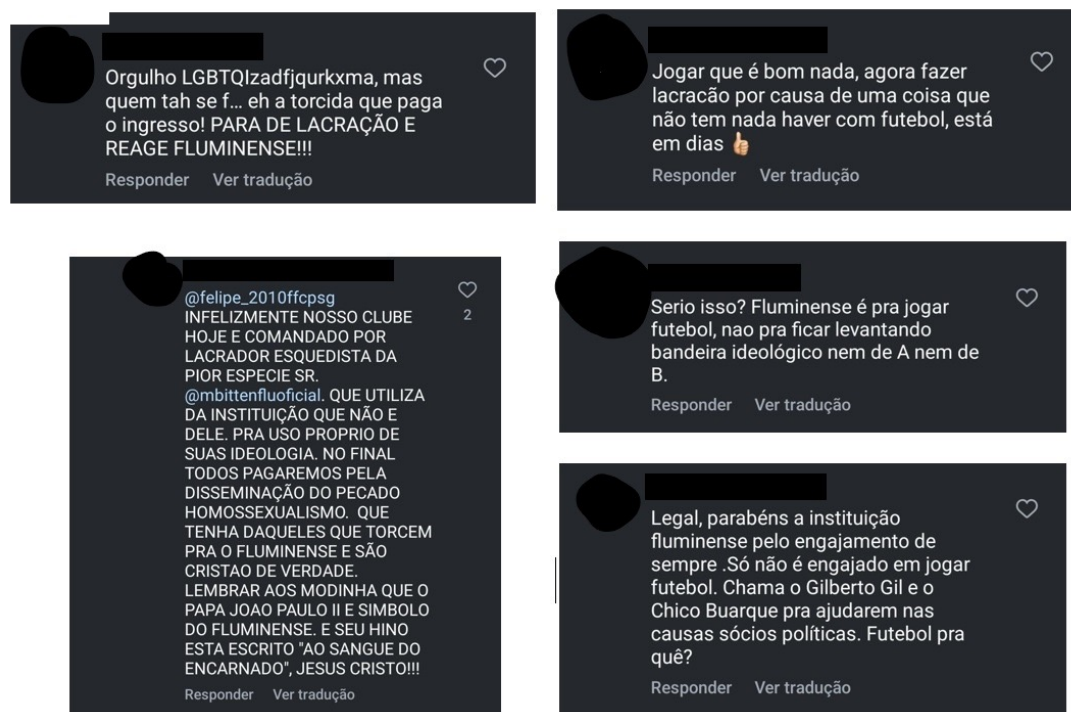 Orgulho LGBTQIzadfjqurkxma, mas
quem tah se f... eh a torcida que paga
o ingresso! PARA DE LACRAÇÃO E
REAGE FLUMINENSE!!!
Responder Ver tradução
Jogar que é bom nada, agora fazer
lacracão por causa de uma coisa que
não tem nada haver com futebol, está
em dias 👍🏼
Responder Ver tradução
@felipe_2010ffcpsg
INFELIZMENTE NOSSO CLUBE
HOJE E COMANDADO POR
LACRADOR ESQUEDISTA DA
PIOR ESPECIE SR.
@mbittenfluoficial. QUE UTILIZA
DA INSTITUIÇÃO QUE NÃO E
DELE. PRA USO PROPRIO DE
SUAS IDEOLOGIA. NO FINAL
TODOS PAGAREMOS PELA
DISSEMINAÇÃO DO PECADO
HOMOSSEXUALISMO. QUE
TENHA DAQUELES QUE TORCEM
PRA O FLUMINENSE E SÃO
CRISTAO DE VERDADE.
LEMBRAR AOS MODINHA QUE O
PAPA JOAO PAULO II E SIMBOLO
DO FLUMINENSE. E SEU HINO
ESTA ESCRITO "AO SANGUE DO
ENCARNADO", JESUS CRISTO!!!
Responder Ver tradução
2
Serio isso? Fluminense é pra jogar
futebol, nao pra ficar levantando
bandeira ideológico nem de A nem de
B.
Responder Ver tradução
Legal, parabéns a instituição
fluminense pelo engajamento de
sempre .Só não é engajado em jogar
futebol. Chama o Gilberto Gil e o
Chico Buarque pra ajudarem nas
causas sócios políticas. Futebol pra
quê?
Responder Ver tradução